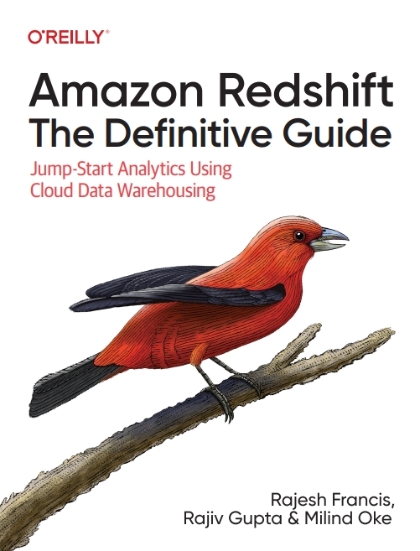 O'REILLY®
Amazon Redshift
The Definitive Guide
Jump-Start Analytics Using
Cloud Data Warehousing
Rajesh Francis,
Rajiv Gupta & Milind Oke